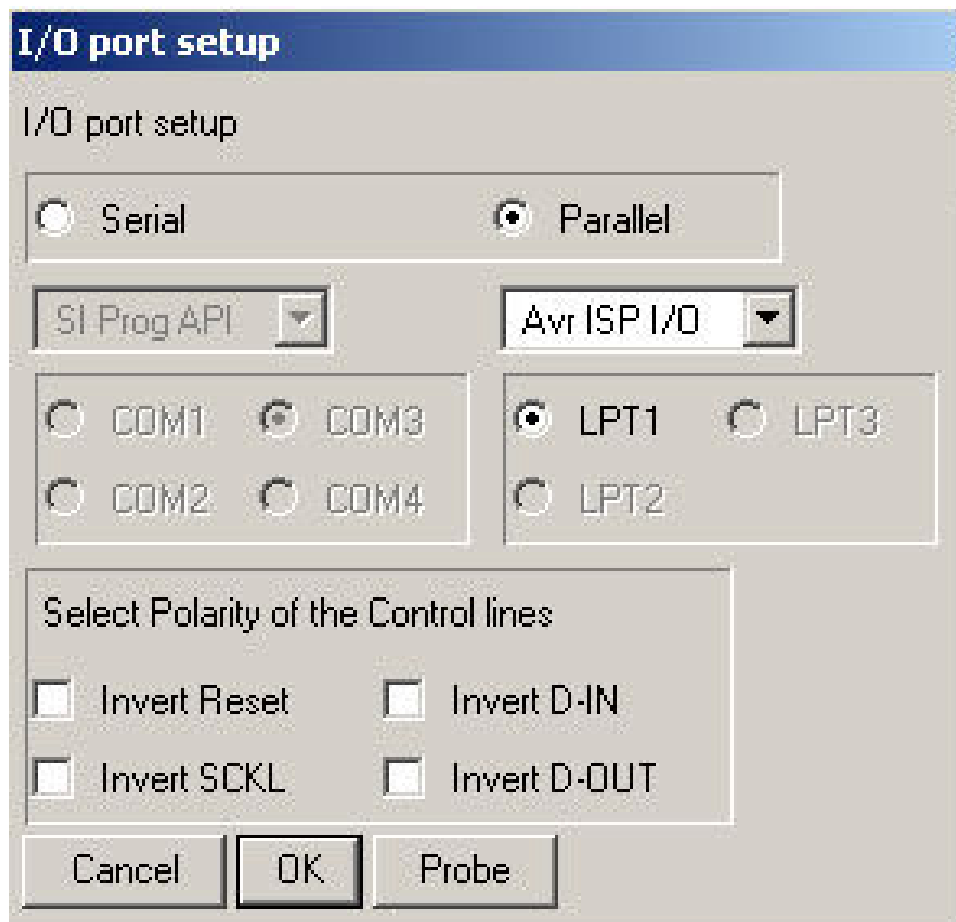 I/O port setup
I/O port setup
Serial Parallel
SI Prog API Avr ISP I/O
COM1 COM3 LPT1 LPT3
COM2 COM4 LPT2
Select Polarity of the Control lines
Invert Reset Invert D-IN
Invert SCKL Invert D-OUT
Cancel OK Probe